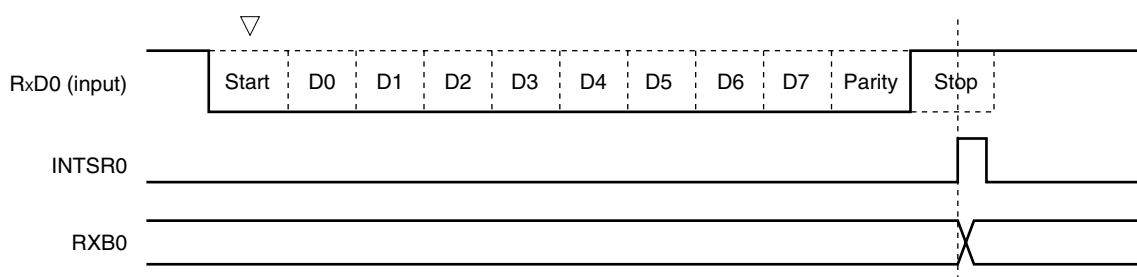 RxD0 (input) Start D0 D1 D2 D3 D4 D5 D6 D7 Parity Stop
INTSR0
RXB0